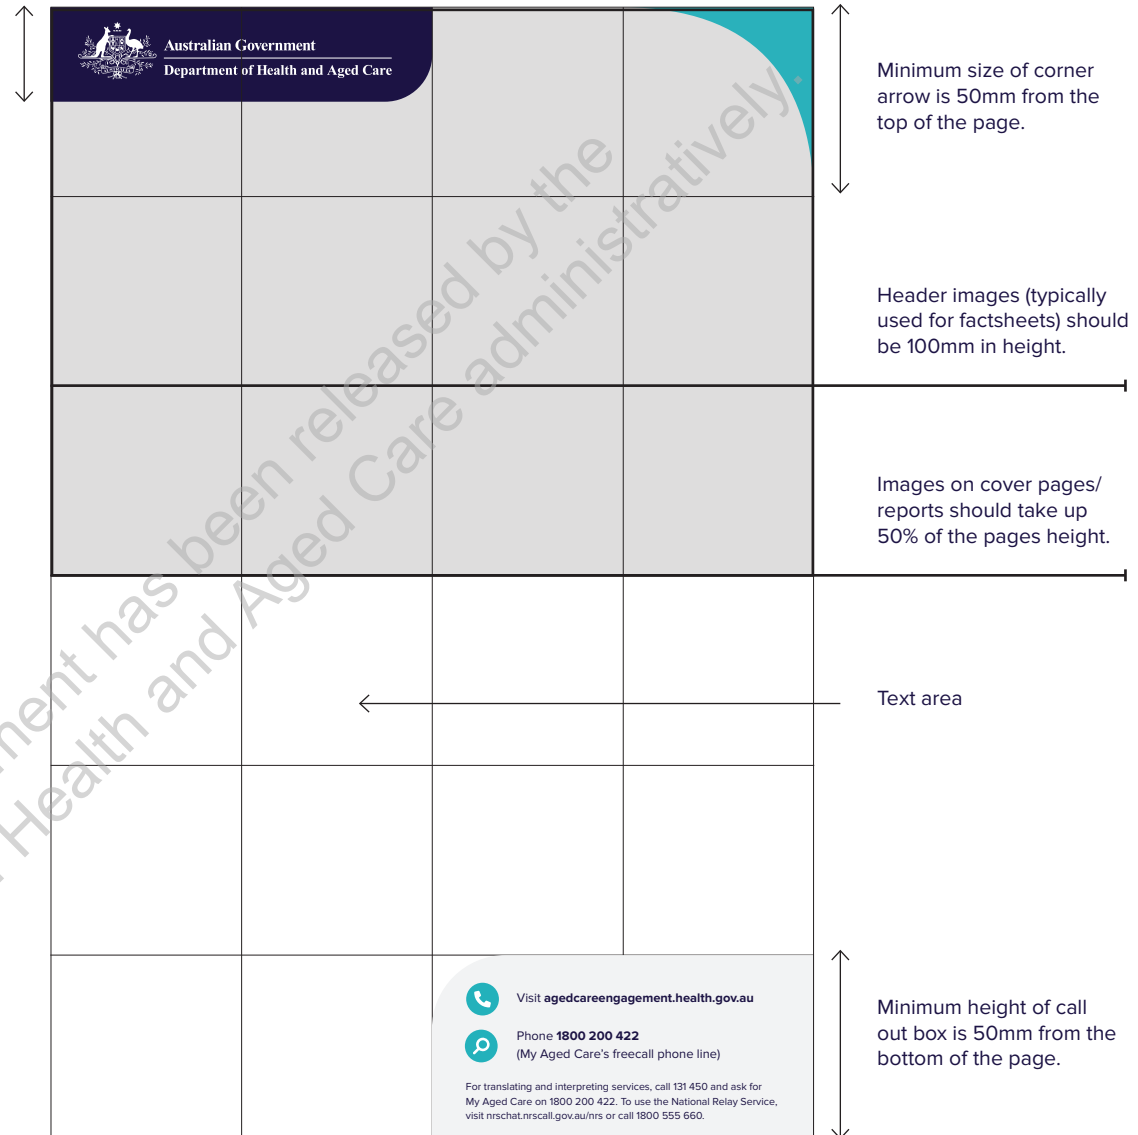 Australian Government
Department of Health and Aged Care
Minimum size of corner
arrow is 50mm from the
top of the page.
Header images (typically
used for factsheets) should
be 100mm in height.
Images on cover pages/
reports should take up
50% of the pages height.
Text area
Visit agedcareengagement.health.gov.au
Phone 1800 200 422
(My Aged Care's freecall phone line)
For translating and interpreting services, call 131 450 and ask for
My Aged Care on 1800 200 422. To use the National Relay Service,
visit nrschat.nrscall.gov.au/nrs or call 1800 555 660.
Minimum height of call
out box is 50mm from the
bottom of the page.
has been released by the
Health and Aged Care administratively.